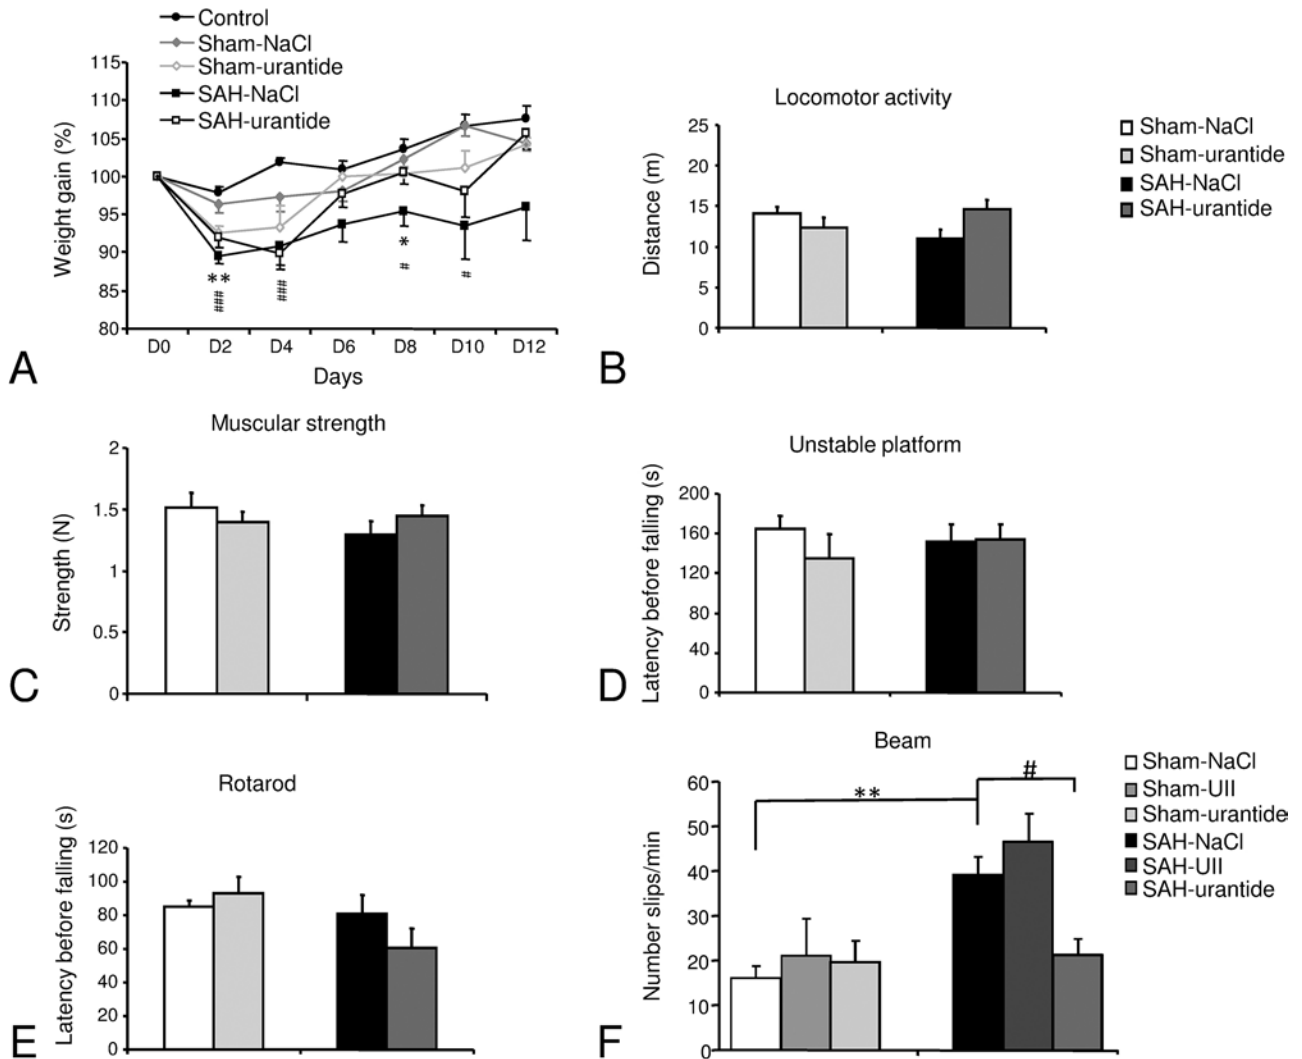 Control
Sham-NaCl
Sham-urantide
SAH-NaCl
SAH-urantide
115
110
105
100
95
90
85
80
Weight gain (%)
**
###
###
*
#
#
D0 D2 D4 D6 D8 D10 D12
Days
A
Locomotor activity
25
20
15
10
5
0
Distance (m)
Sham-NaCl
Sham-urantide
SAH-NaCl
SAH-urantide
B
Muscular strength
2
1.5
1
0.5
0
Strength (N)
C
Unstable platform
200
160
120
80
40
0
Latency before falling (s)
D
Rotarod
120
100
80
60
40
20
0
Latency before falling (s)
E
Beam
60
50
40
30
20
10
0
Number slips/min
**
#
Sham-NaCl
Sham-UII
Sham-urantide
SAH-NaCl
SAH-UII
SAH-urantide
F